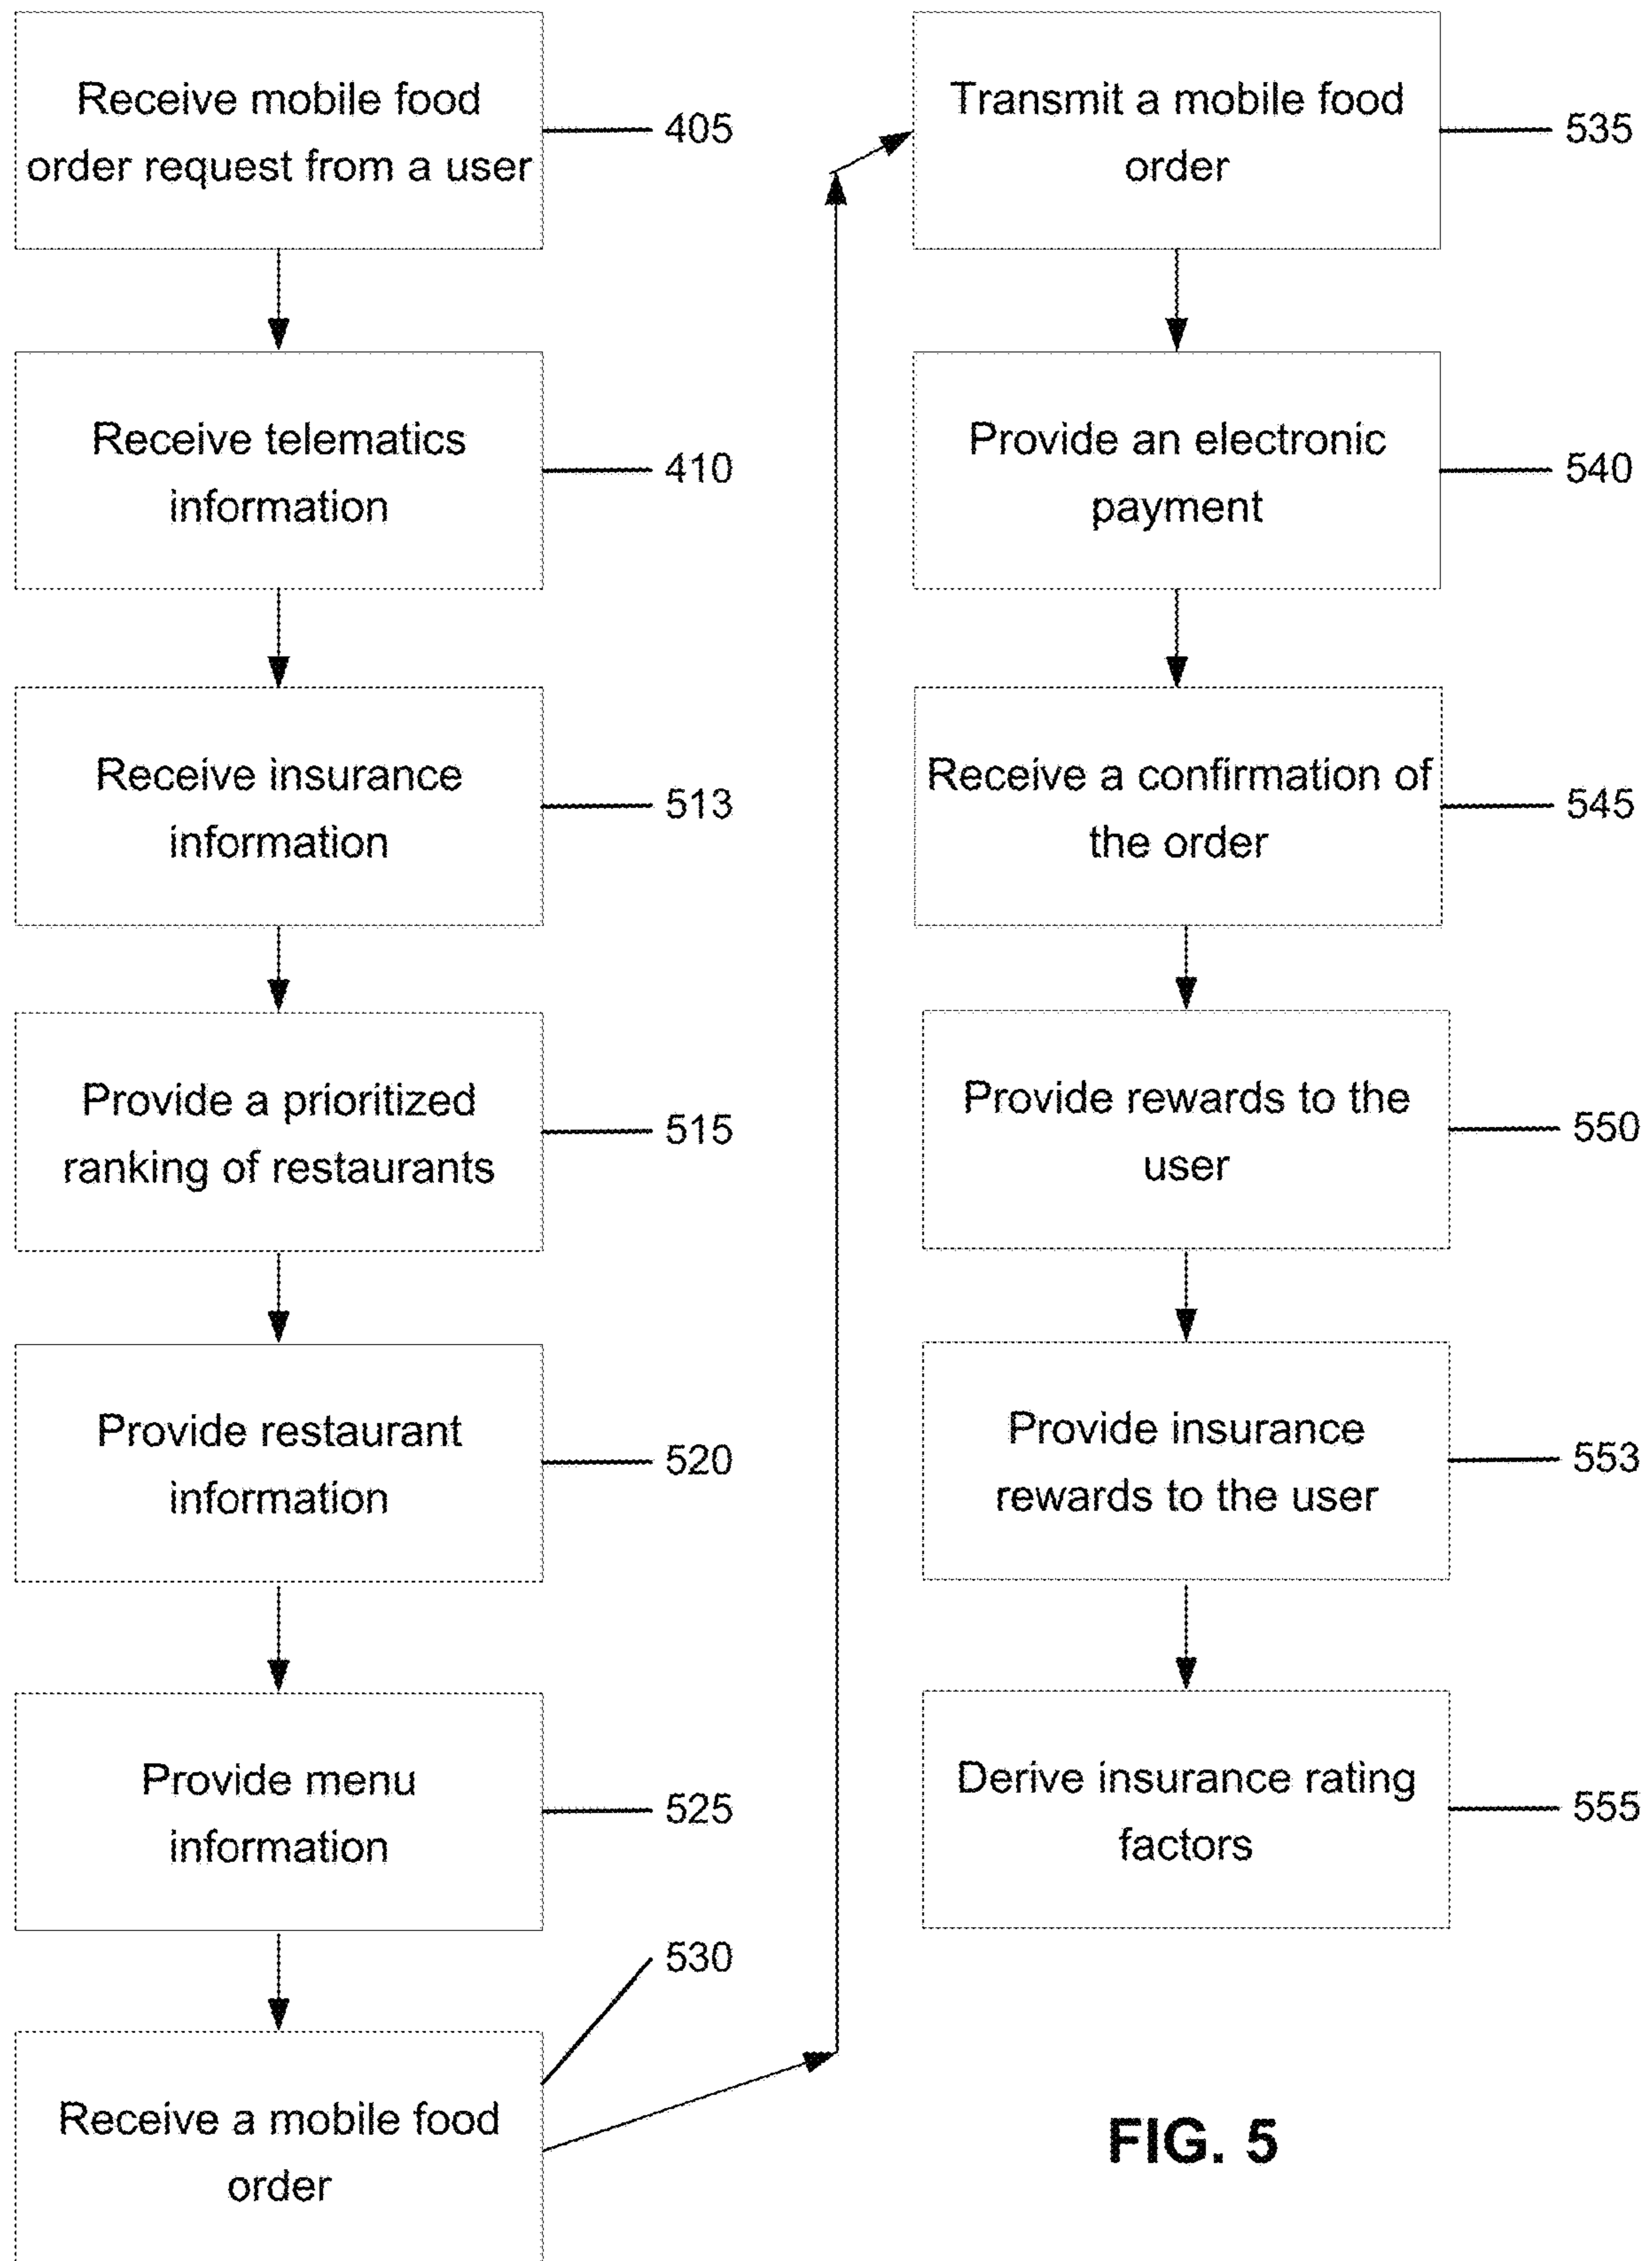 Receive mobile food
order request from a user
405
Receive telematics
information
410
Receive insurance
information
513
Provide a prioritized
ranking of restaurants
515
Provide restaurant
information
520
Provide menu
information
525
530
Receive a mobile food
order
Transmit a mobile food
order
535
Provide an electronic
payment
540
Receive a confirmation of
the order
545
Provide rewards to the
user
550
Provide insurance
rewards to the user
553
Derive insurance rating
factors
555
FIG. 5